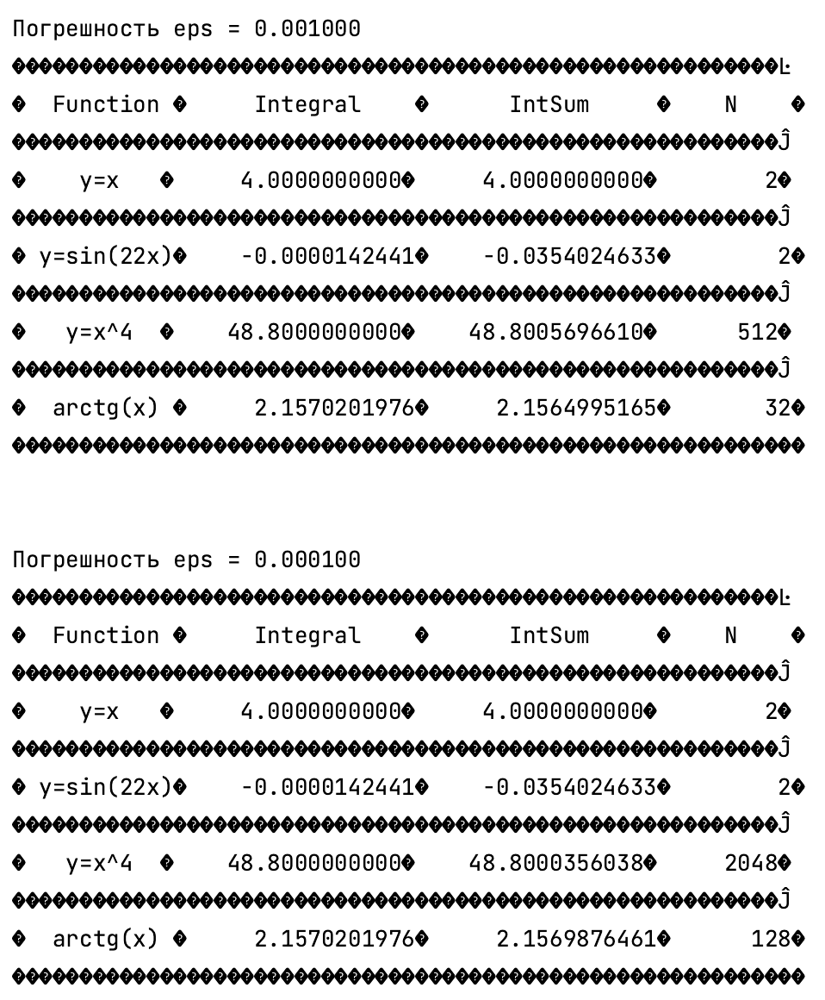 Погрешность eps = 0.001000
���������������������������������������������������������Ŀ
�  Function �     Integral    �      IntSum     �    N    �
���������������������������������������������������������Ĵ
�    y=x   �     4.0000000000�     4.0000000000�        2�
���������������������������������������������������������Ĵ
� y=sin(22x)�    -0.0000142441�    -0.0354024633�        2�
���������������������������������������������������������Ĵ
�   y=x^4  �    48.8000000000�    48.8005696610�      512�
���������������������������������������������������������Ĵ
�  arctg(x) �     2.1570201976�     2.1564995165�       32�
�����������������������������������������������������������
Погрешность eps = 0.000100
���������������������������������������������������������Ŀ
�  Function �     Integral    �      IntSum     �    N    �
���������������������������������������������������������Ĵ
�    y=x   �     4.0000000000�     4.0000000000�        2�
���������������������������������������������������������Ĵ
� y=sin(22x)�    -0.0000142441�    -0.0354024633�        2�
���������������������������������������������������������Ĵ
�   y=x^4  �    48.8000000000�    48.8000356038�     2048�
���������������������������������������������������������Ĵ
�  arctg(x) �     2.1570201976�     2.1569876461�      128�
�����������������������������������������������������������